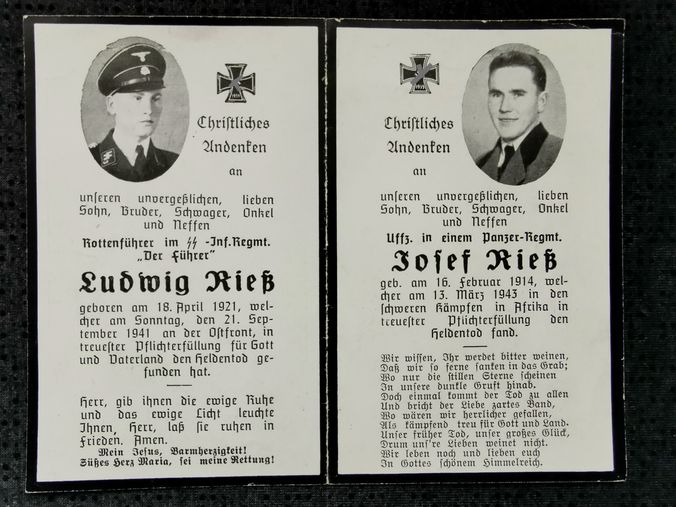 Christliches
Andenken
an
unseren unvergeßlichen, lieben
Sohn, Bruder, Schwager, Onkel
und Neffen
Rottenführer im ϟϟ-Inf.Regmt.
„Der Führer"
Ludwig Rieß
geboren am 18. April 1921, wel-
cher am Sonntag, den 21. Sep-
tember 1941 an der Ostfront, in
treuester Pflichterfüllung für Gott
und Vaterland den Heldentod ge-
funden hat.
Herr, gib ihnen die ewige Ruhe
und das ewige Licht leuchte
Ihnen, Herr, laß sie ruhen in
Frieden. Amen.
Mein Jesus, Barmherzigkeit!
Süßes Herz Maria, sei meine Rettung!
Christliches
Andenken
an
unseren unvergeßlichen, lieben
Sohn, Bruder, Schwager, Onkel
und Neffen
Uffz. in einem Panzer-Regmt.
Josef Rieß
geb. am 16. Februar 1914, wel-
cher am 13. März 1943 in den
schweren Kämpfen in Afrika in
treuester Pflichterfüllung den
Heldentod fand.
Wir wissen, Ihr werdet bitter weinen,
Daß wir so ferne sanken in das Grab;
Wo nur die stillen Sterne scheinen
In unsere dunkle Gruft hinab.
Doch einmal kommt der Tod zu allen
Und bricht der Liebe zartes Band,
Wo wären wir herrlicher gefallen,
Als kämpfend treu für Gott und Land.
Unser früher Tod, unser großes Glück,
Drum uns're Lieben weinet nicht.
Wir leben noch und lieben euch
In Gottes schönem Himmelreich.